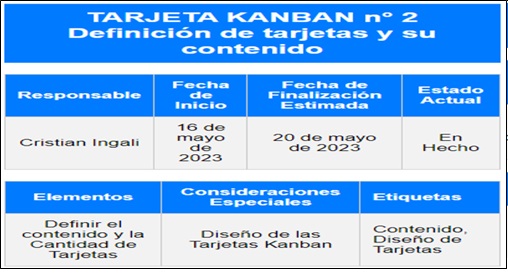 TARJETA KANBAN nº 2
Definición de tarjetas y su
contenido
Responsable
Fecha
de
Inicio
Fecha de
Finalización
Estimada
Estado
Actual
Cristian Ingali
16 de
mayo
de
2023
20 de mayo
de 2023
En
Hecho
Elementos
Consideraciones
Especiales
Etiquetas
Definir el
contenido y la
Cantidad de
Tarjetas
Diseño de las
Tarjetas Kanban
Contenido,
Diseño de
Tarjetas